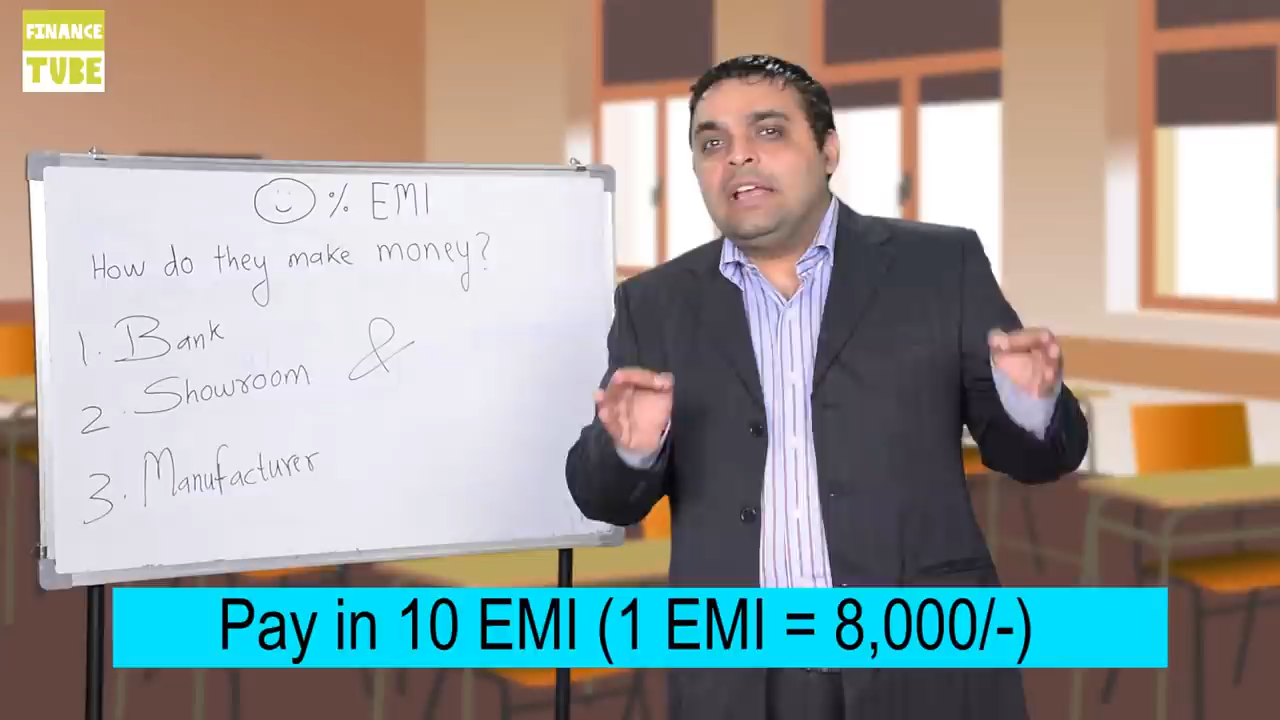 FINANCE
TUBE
% EMI
How do they make money?
1. Bank
2. Showroom &
3. Manufacturer
Pay in 10 EMI (1 EMI = 8,000/-)